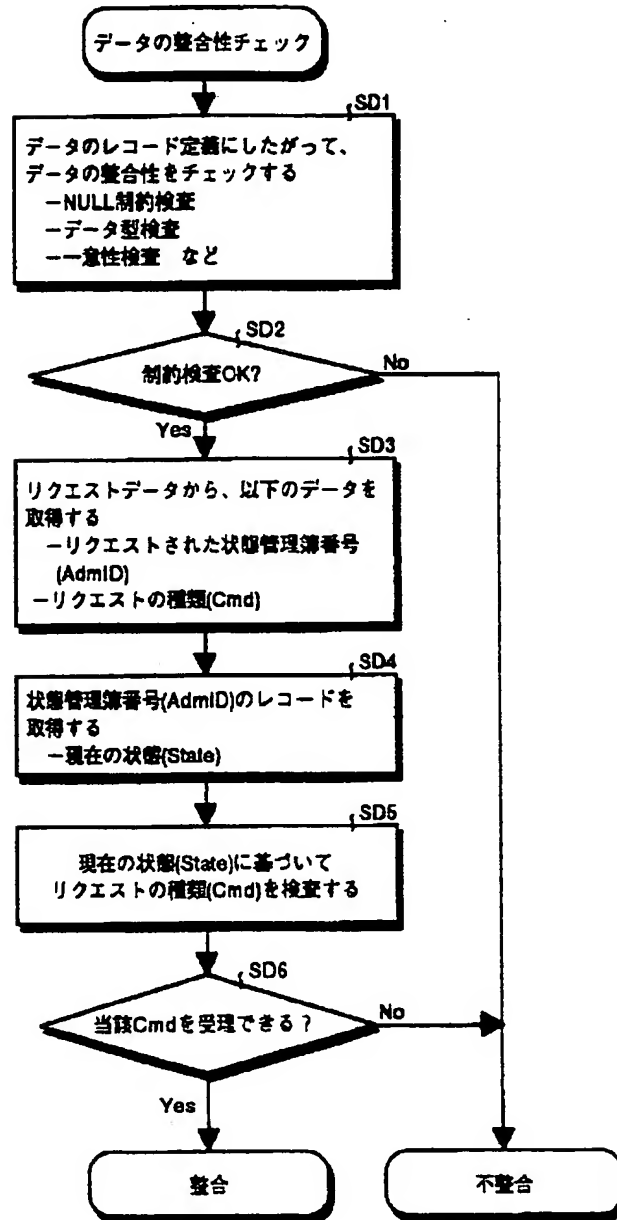 データの整合性チェック
SD1
データのレコード定義にしたがって、
データの整合性をチェックする
ーNULL制約検査
ーデータ型検査
ー一意性検査 など
SD2
制約検査OK?
No
Yes
SD3
リクエストデータから、以下のデータを
取得する
ーリクエストされた状態管理簿番号
(AdmID)
ーリクエストの種類(Cmd)
SD4
状態管理簿番号(AdmID)のレコードを
取得する
ー現在の状態(State)
SD5
現在の状態(State)に基づいて
リクエストの種類(Cmd)を検査する
SD6
当該Cmdを受理できる?
No
Yes
整合
不整合